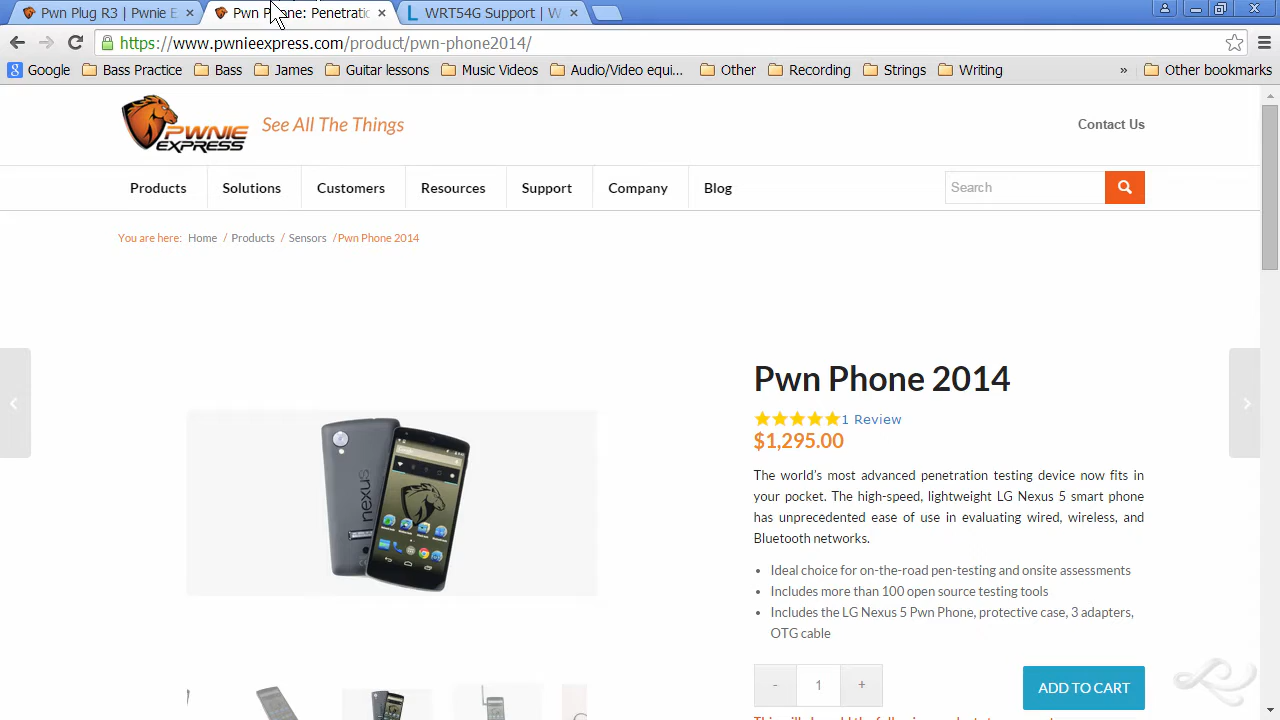 Pwn Plug R3 | Pwnie E
Pwn Phone: Penetratio
WRT54G Support | W
https://www.pwnieexpress.com/product/pwn-phone2014/
Google
Bass Practice
Bass
James
Guitar lessons
Music Videos
Audio/Video equi...
Other
Recording
Strings
Writing
»
Other bookmarks
PWNIE EXPRESS
See All The Things
Contact Us
Products
Solutions
Customers
Resources
Support
Company
Blog
Search
You are here: Home / Products / Sensors /Pwn Phone 2014
Pwn Phone 2014
1 Review
$1,295.00
The world's most advanced penetration testing device now fits in
your pocket. The high-speed, lightweight LG Nexus 5 smart phone
has unprecedented ease of use in evaluating wired, wireless, and
Bluetooth networks.
• Ideal choice for on-the-road pen-testing and onsite assessments
• Includes more than 100 open source testing tools
• Includes the LG Nexus 5 Pwn Phone, protective case, 3 adapters,
OTG cable
nexus
- 1 +
ADD TO CART